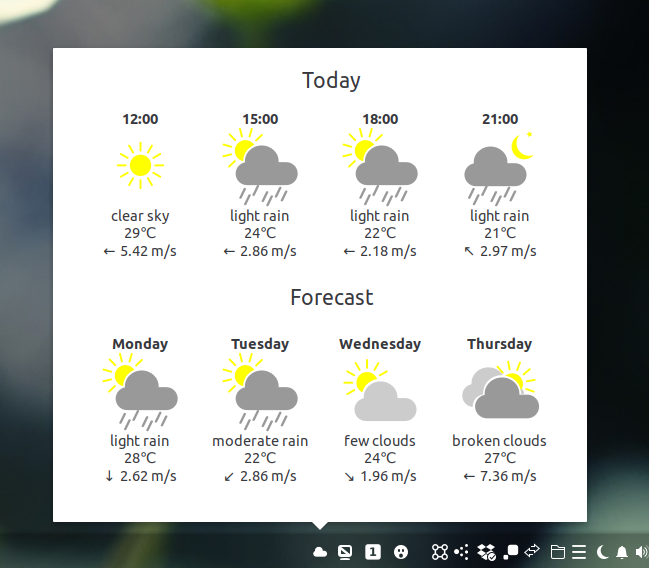 Today
12:00 15:00 18:00 21:00
clear sky light rain light rain light rain
29°C 24°C 22°C 21°C
← 5.42 m/s ← 2.86 m/s ← 2.18 m/s ↖ 2.97 m/s
Forecast
Monday Tuesday Wednesday Thursday
light rain moderate rain few clouds broken clouds
28°C 22°C 24°C 27°C
↓ 2.62 m/s ↙ 2.86 m/s ↘ 1.96 m/s ← 7.36 m/s
1